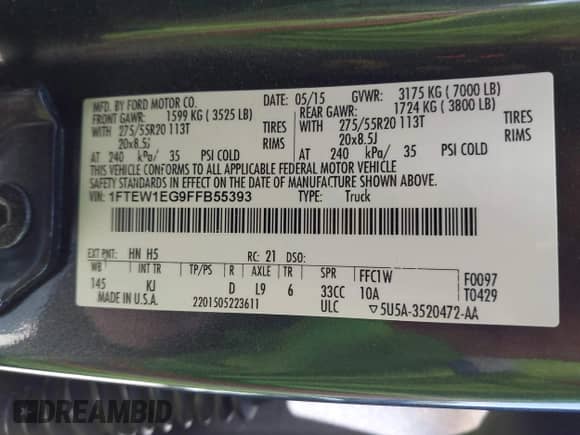 MFD. BY FORD MOTOR CO. DATE: 05/15 GVWR: 3175 KG ( 7000 LB)
FRONT GAWR: 1599 KG ( 3525 LB) REAR GAWR: 1724 KG ( 3800 LB)
WITH 275/55R20 113T TIRES WITH 275/55R20 113T TIRES
20x8.5J RIMS 20x8.5J RIMS
AT 240 kPa/ 35 PSI COLD AT 240 kPa/ 35 PSI COLD
THIS VEHICLE CONFORMS TO ALL APPLICABLE FEDERAL MOTOR VEHICLE
SAFETY STANDARDS IN EFFECT ON THE DATE OF MANUFACTURE SHOWN ABOVE.
VIN: 1FTEW1EG9FFB55393 TYPE: Truck
EXT PNT: HN H5 RC: 21 DSO:
WB INT TR TP/PS R AXLE TR SPR FFC1W F0097
145 KJ D L9 6 33CC 10A T0429
MADE IN U.S.A. 2201505223611 ULC ▽5U5A-3520472-AA
DREAMBID